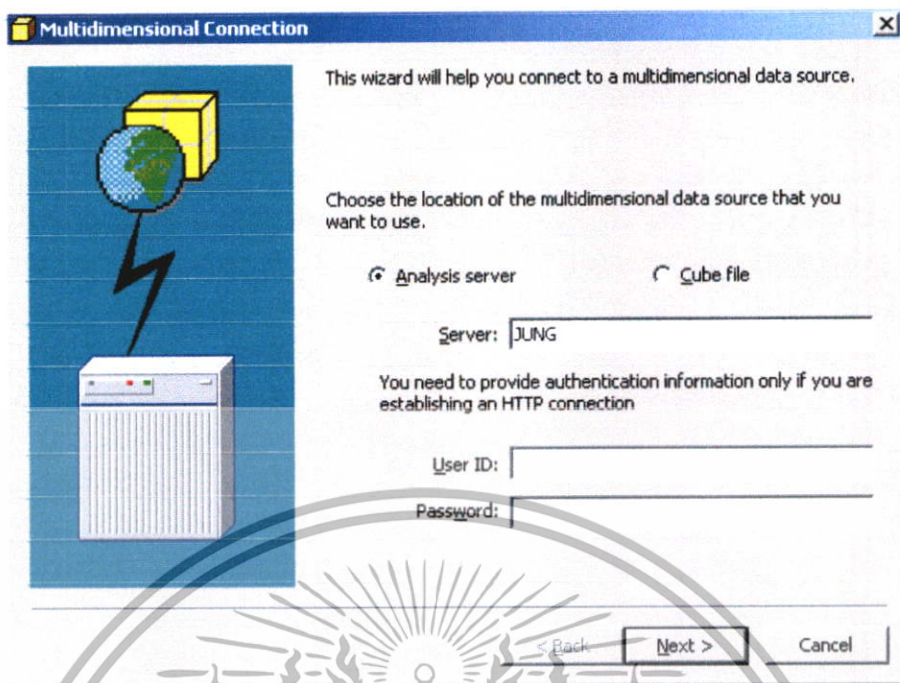 Multidimensional Connection
This wizard will help you connect to a multidimensional data source.
Choose the location of the multidimensional data source that you
want to use.
Analysis server
Cube file
Server: JUNG
You need to provide authentication information only if you are
establishing an HTTP connection
User ID:
Password:
< Back
Next >
Cancel